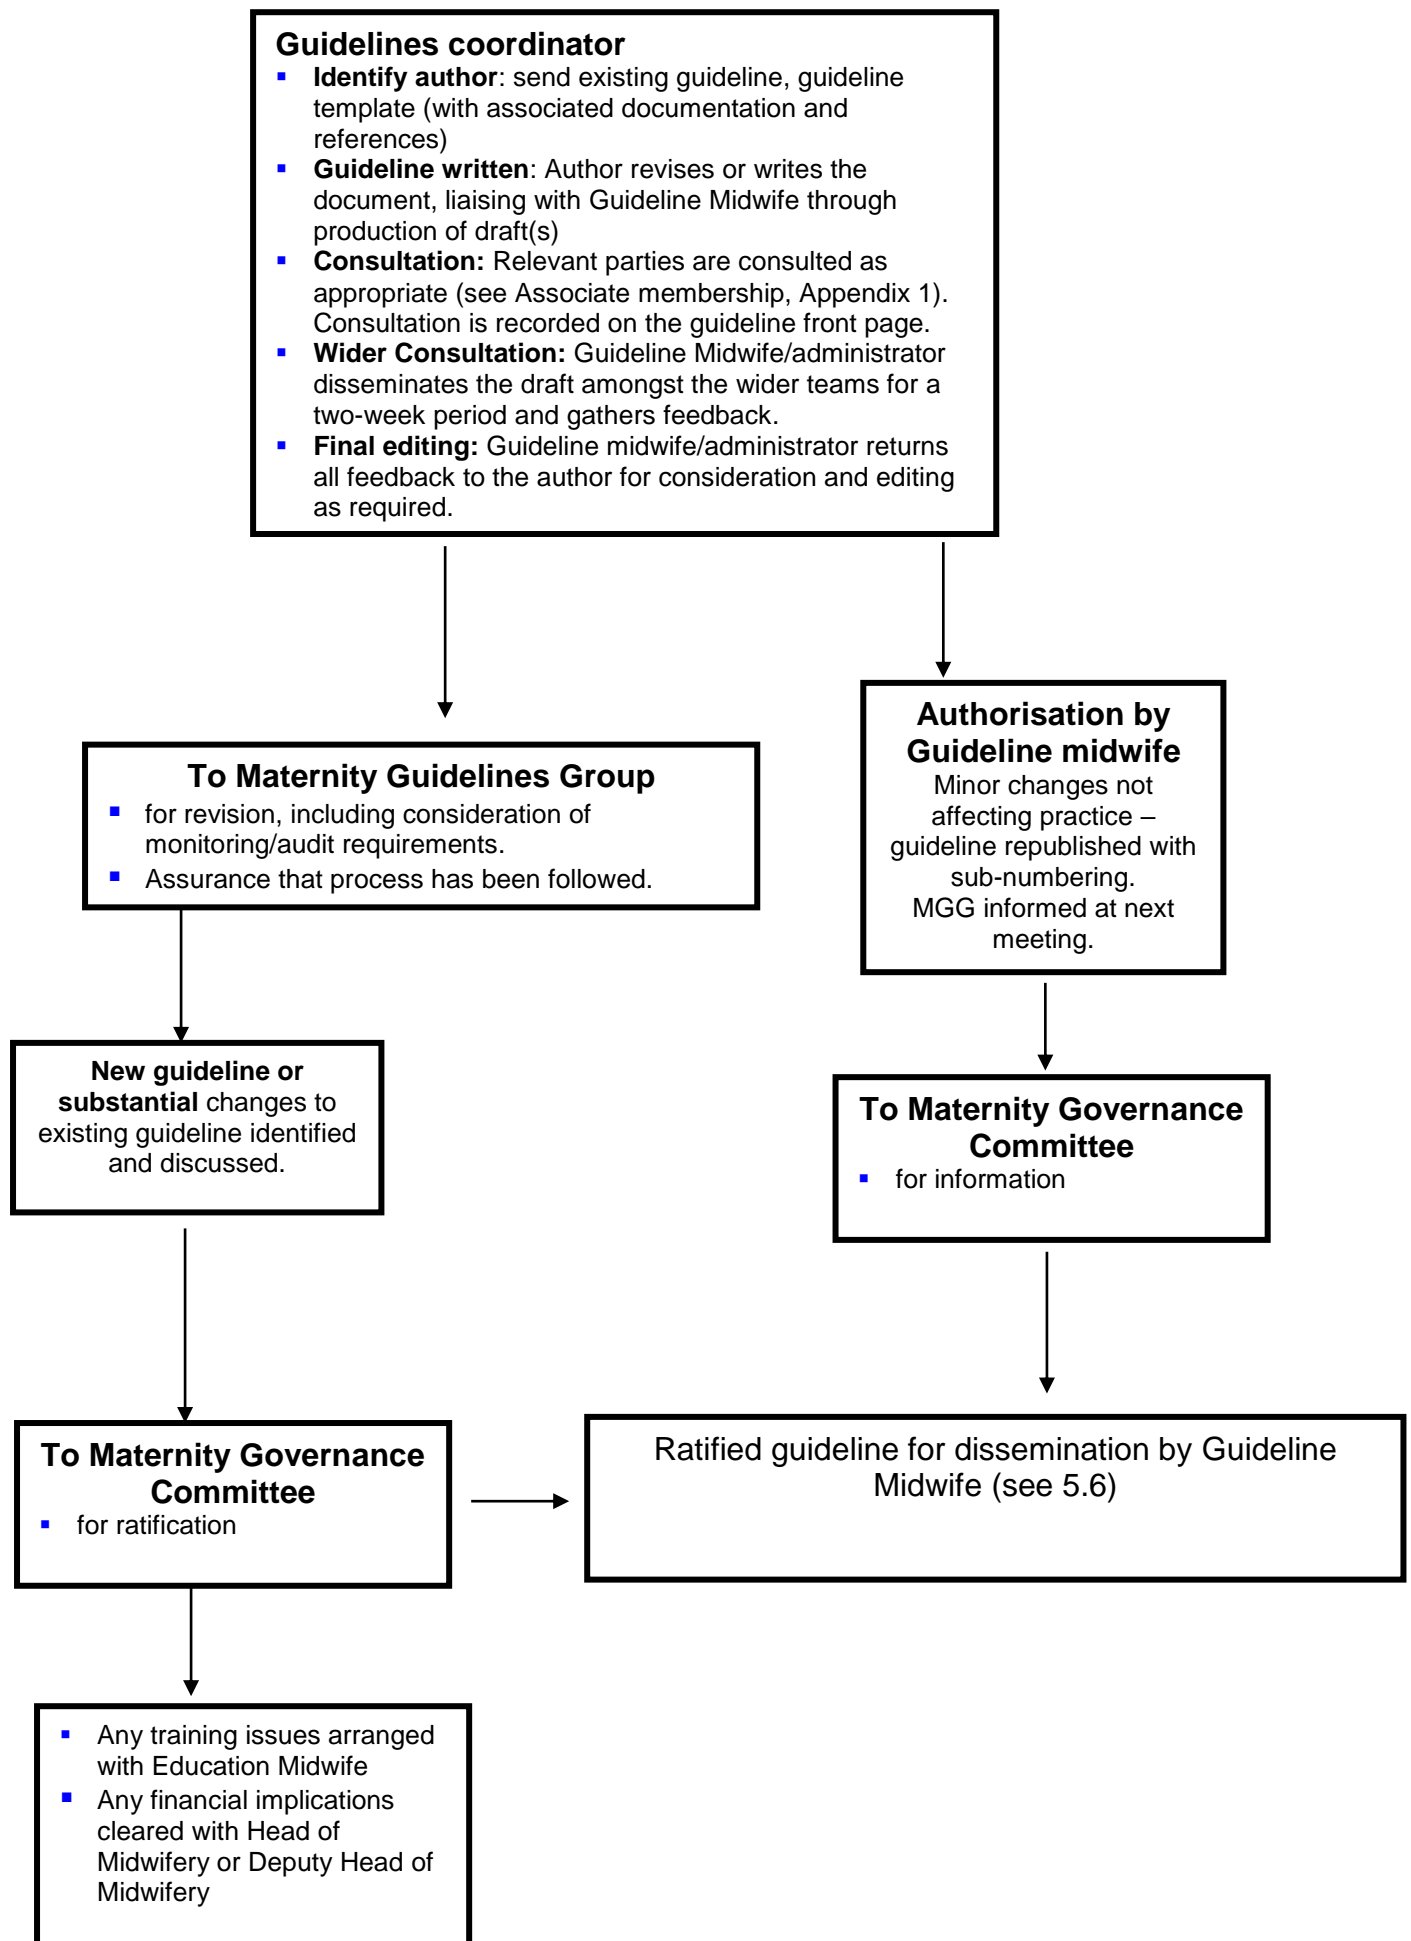 Guidelines coordinator
▪ Identify author: send existing guideline, guideline
template (with associated documentation and
references)
▪ Guideline written: Author revises or writes the
document, liaising with Guideline Midwife through
production of draft(s)
▪ Consultation: Relevant parties are consulted as
appropriate (see Associate membership, Appendix 1).
Consultation is recorded on the guideline front page.
▪ Wider Consultation: Guideline Midwife/administrator
disseminates the draft amongst the wider teams for a
two-week period and gathers feedback.
▪ Final editing: Guideline midwife/administrator returns
all feedback to the author for consideration and editing
as required.
To Maternity Guidelines Group
▪ for revision, including consideration of
monitoring/audit requirements.
▪ Assurance that process has been followed.
Authorisation by
Guideline midwife
Minor changes not
affecting practice –
guideline republished with
sub-numbering.
MGG informed at next
meeting.
New guideline or
substantial changes to
existing guideline identified
and discussed.
To Maternity Governance
Committee
▪ for information
To Maternity Governance
Committee
▪ for ratification
Ratified guideline for dissemination by Guideline
Midwife (see 5.6)
▪ Any training issues arranged
with Education Midwife
▪ Any financial implications
cleared with Head of
Midwifery or Deputy Head of
Midwifery